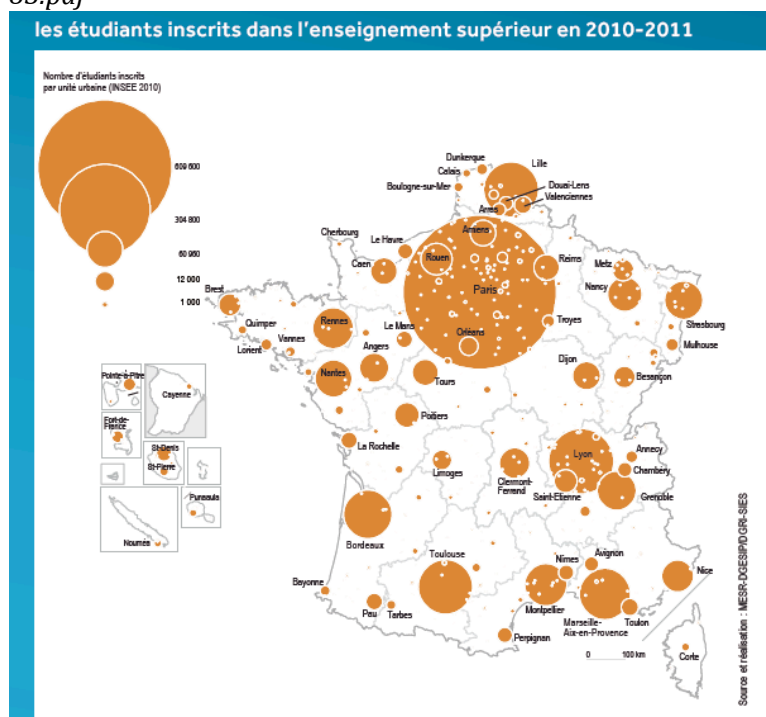 les étudiants inscrits dans l'enseignement supérieur en 2010-2011
Nombre d'étudiants inscrits
par unité urbaine (INSEE 2010)
609 600
304 800
60 960
12 000
1 000
Dunkerque
Calais
Boulogne-sur-Mer
Lille
Douai-Lens
Valenciennes
Arras
Cherbourg
Le Havre
Amiens
Rouen
Caen
Reims
Metz
Nancy
Paris
Brest
Strasbourg
Quimper
Rennes
Le Mans
Troyes
Orléans
Lorient
Vannes
Angers
Mulhouse
Dijon
Besançon
Nantes
Tours
Pointe-à-Pitre
Cayenne
Fort-de-
France
Poitiers
La Rochelle
St-Denis
St-Pierre
Limoges
Clermont-
Ferrand
Lyon
Annecy
Chambéry
Saint-Etienne
Grenoble
Punaauia
Nouméa
Bordeaux
Toulouse
Nîmes
Avignon
Nice
Bayonne
Pau
Tarbes
Montpellier
Marseille-
Aix-en-Provence
Toulon
Perpignan
0 100 km
Corte
Source et réalisation : MESR-DGESIP/DGRI-SIES